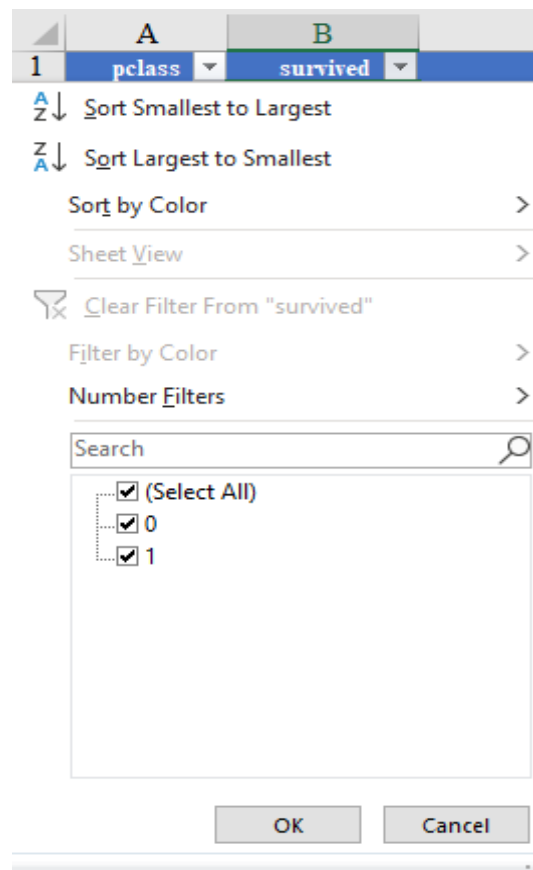 A B
1 pclass survived
Sort Smallest to Largest
Sort Largest to Smallest
Sort by Color
Sheet View
Clear Filter From "survived"
Filter by Color
Number Filters
Search
(Select All)
0
1
OK Cancel